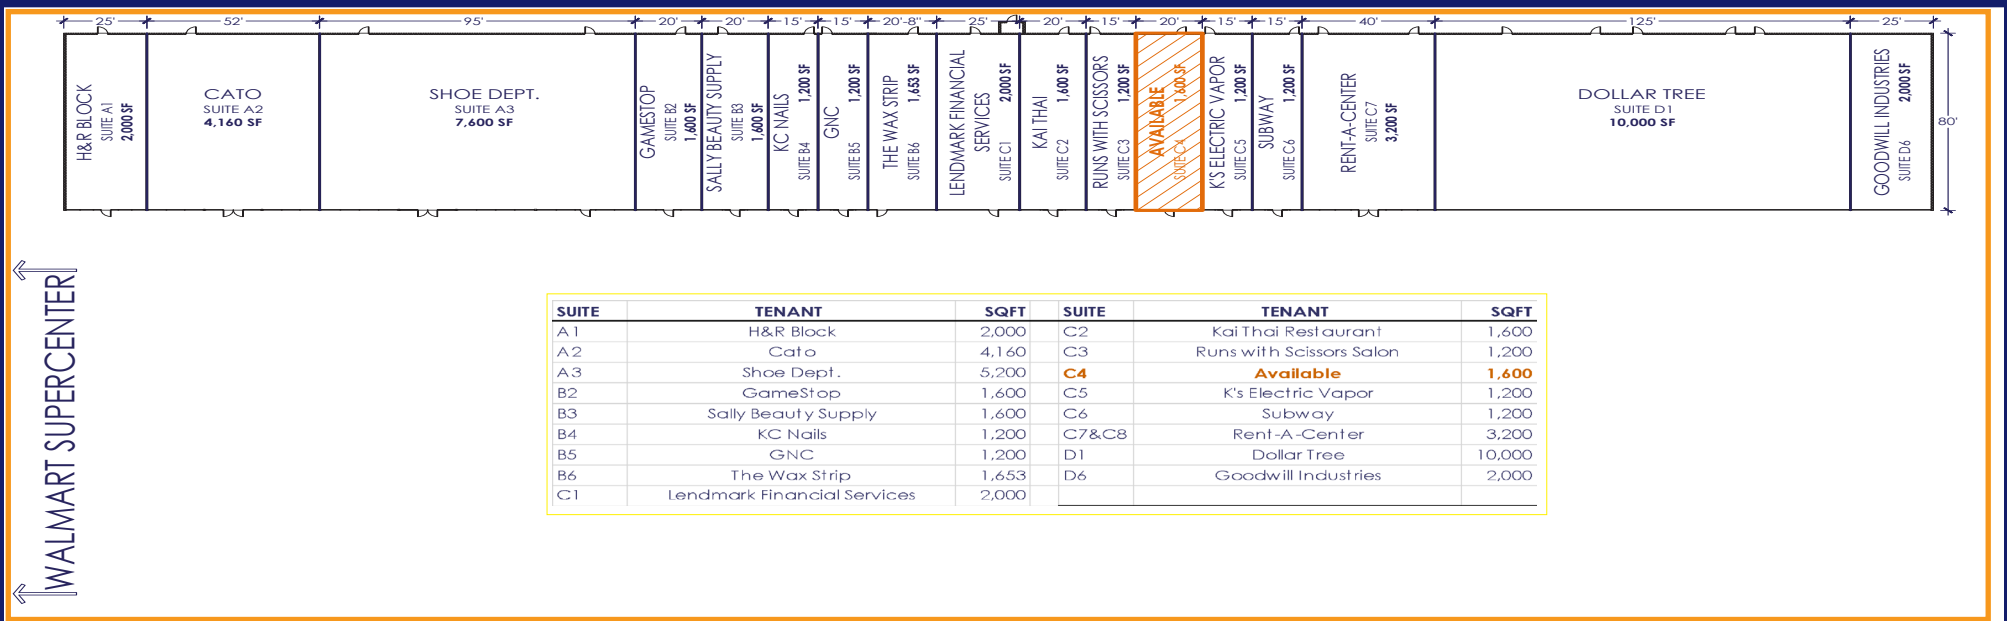 25' 52' 95' 20' 20' 15' 15' 20'-8" 25' 20' 15' 20' 15' 15' 40' 125' 25'
H&R BLOCK
SUITE A1
2,000 SF
CATO
SUITE A2
4,160 SF
SHOE DEPT.
SUITE A3
7,600 SF
GAMESTOP
SUITE B2
1,600 SF
SALLY BEAUTY SUPPLY
SUITE B3
1,600 SF
KC NAILS
SUITE B4 1,200 SF
GNC
SUITE B5 1,200 SF
THE WAX STRIP
SUITE B6 1,653 SF
LENDMARK FINANCIAL
SERVICES
SUITE C1 2,000 SF
KAI THAI
SUITE C2 1,600 SF
RUNS WITH SCISSORS
SUITE C3 1,200 SF
AVAILABLE
SUITE C4 1,600 SF
K'S ELECTRIC VAPOR
SUITE C5 1,200 SF
SUBWAY
SUITE C6 1,200 SF
RENT-A-CENTER
SUITE C7
3,200 SF
DOLLAR TREE
SUITE D1
10,000 SF
GOODWILL INDUSTRIES
SUITE D6 2,000 SF
80'
WALMART SUPERCENTER
SUITE TENANT SQFT SUITE TENANT SQFT
A1 H&R Block 2,000 C2 Kai Thai Restaurant 1,600
A2 Cato 4,160 C3 Runs with Scissors Salon 1,200
A3 Shoe Dept. 5,200 C4 Available 1,600
B2 GameStop 1,600 C5 K's Electric Vapor 1,200
B3 Sally Beauty Supply 1,600 C6 Subway 1,200
B4 KC Nails 1,200 C7&C8 Rent-A-Center 3,200
B5 GNC 1,200 D1 Dollar Tree 10,000
B6 The Wax Strip 1,653 D6 Goodwill Industries 2,000
C1 Lendmark Financial Services 2,000